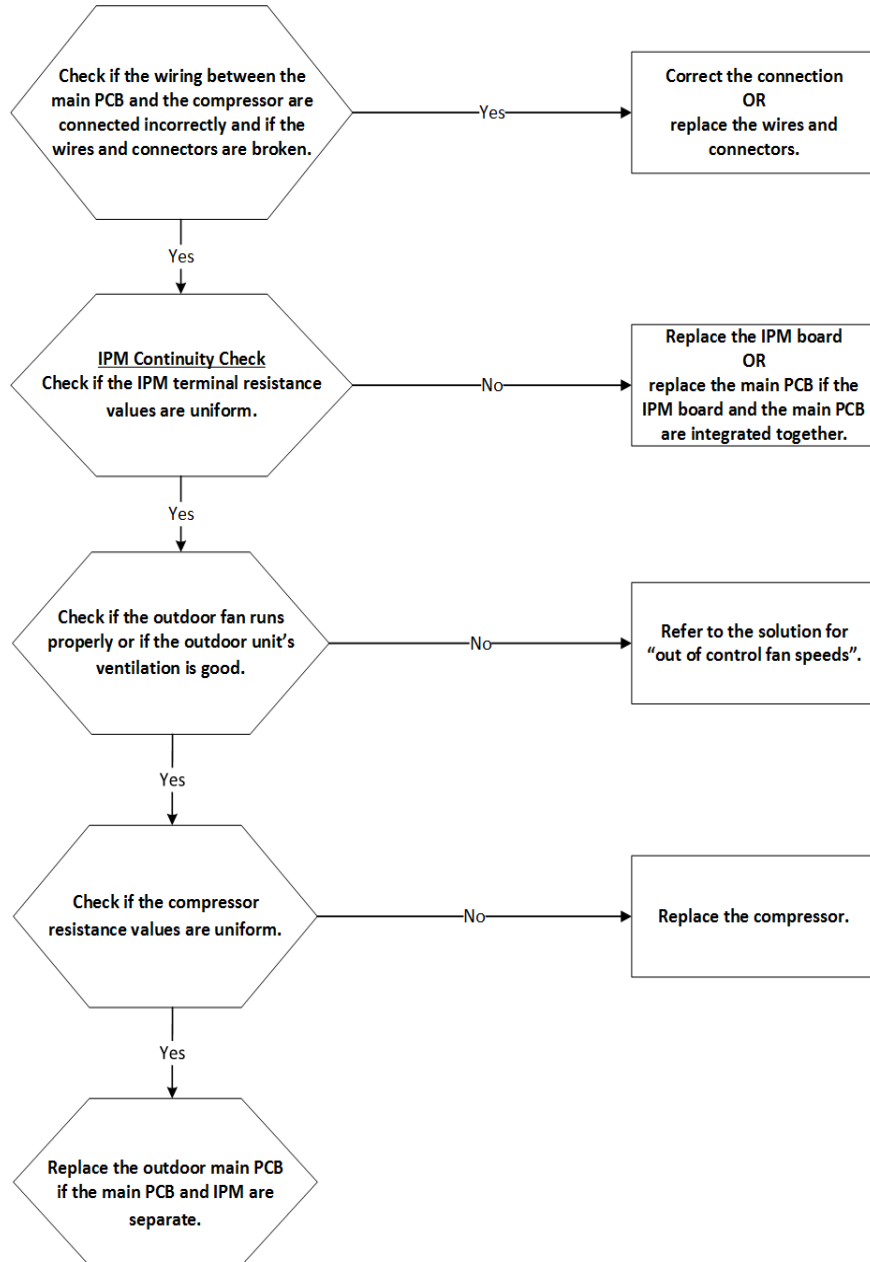 Check if the wiring between the
main PCB and the compressor are
connected incorrectly and if the
wires and connectors are broken.
Yes
Correct the connection
OR
replace the wires and
connectors.
Yes
IPM Continuity Check
Check if the IPM terminal resistance
values are uniform.
No
Replace the IPM board
OR
replace the main PCB if the
IPM board and the main PCB
are integrated together.
Yes
Check if the outdoor fan runs
properly or if the outdoor unit’s
ventilation is good.
No
Refer to the solution for
“out of control fan speeds”.
Yes
Check if the compressor
resistance values are uniform.
No
Replace the compressor.
Yes
Replace the outdoor main PCB
if the main PCB and IPM are
separate.